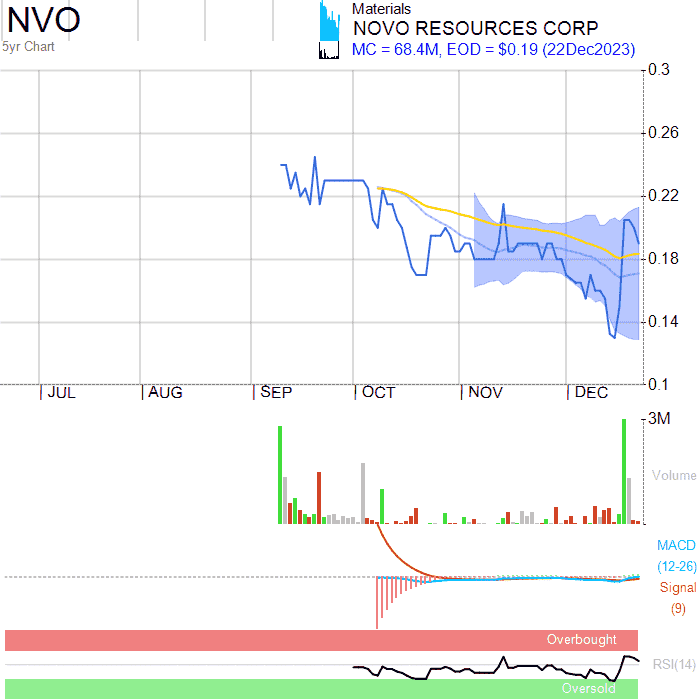 NVO
5yr Chart
Materials
NOVO RESOURCES CORP
MC = 68.4M, EOD = $0.19 (22Dec2023)
0.3
0.26
0.22
0.18
0.14
0.1
JUL AUG SEP OCT NOV DEC
3M
Volume
MACD
(12-26)
Signal
(9)
Overbought
RSI(14)
Oversold